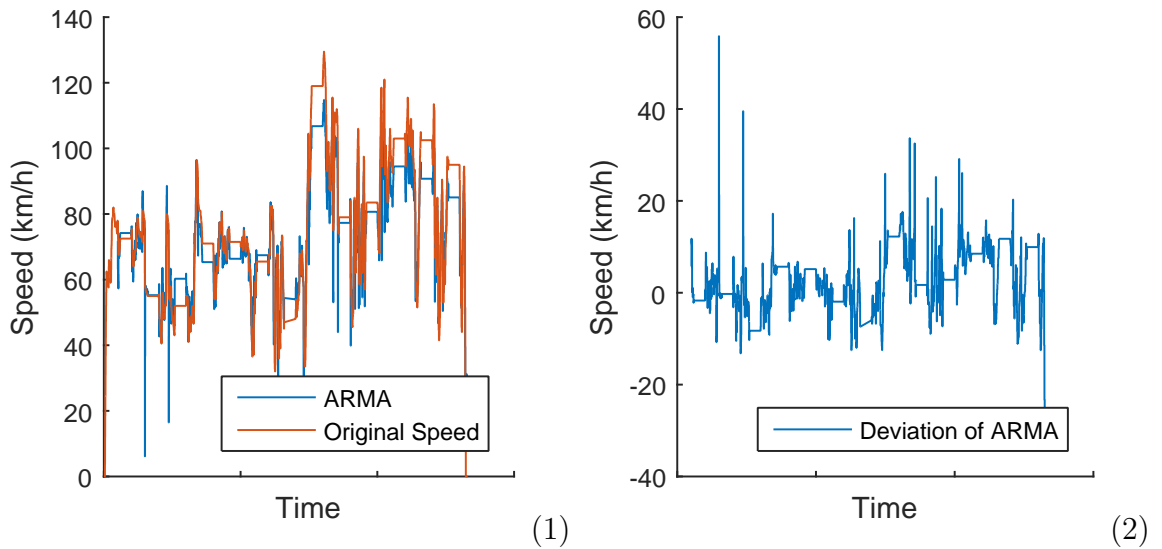 140
120
100
80
60
40
20
0
Speed (km/h)
Time
ARMA
Original Speed
(1)
60
40
20
0
-20
-40
Speed (km/h)
Time
Deviation of ARMA
(2)